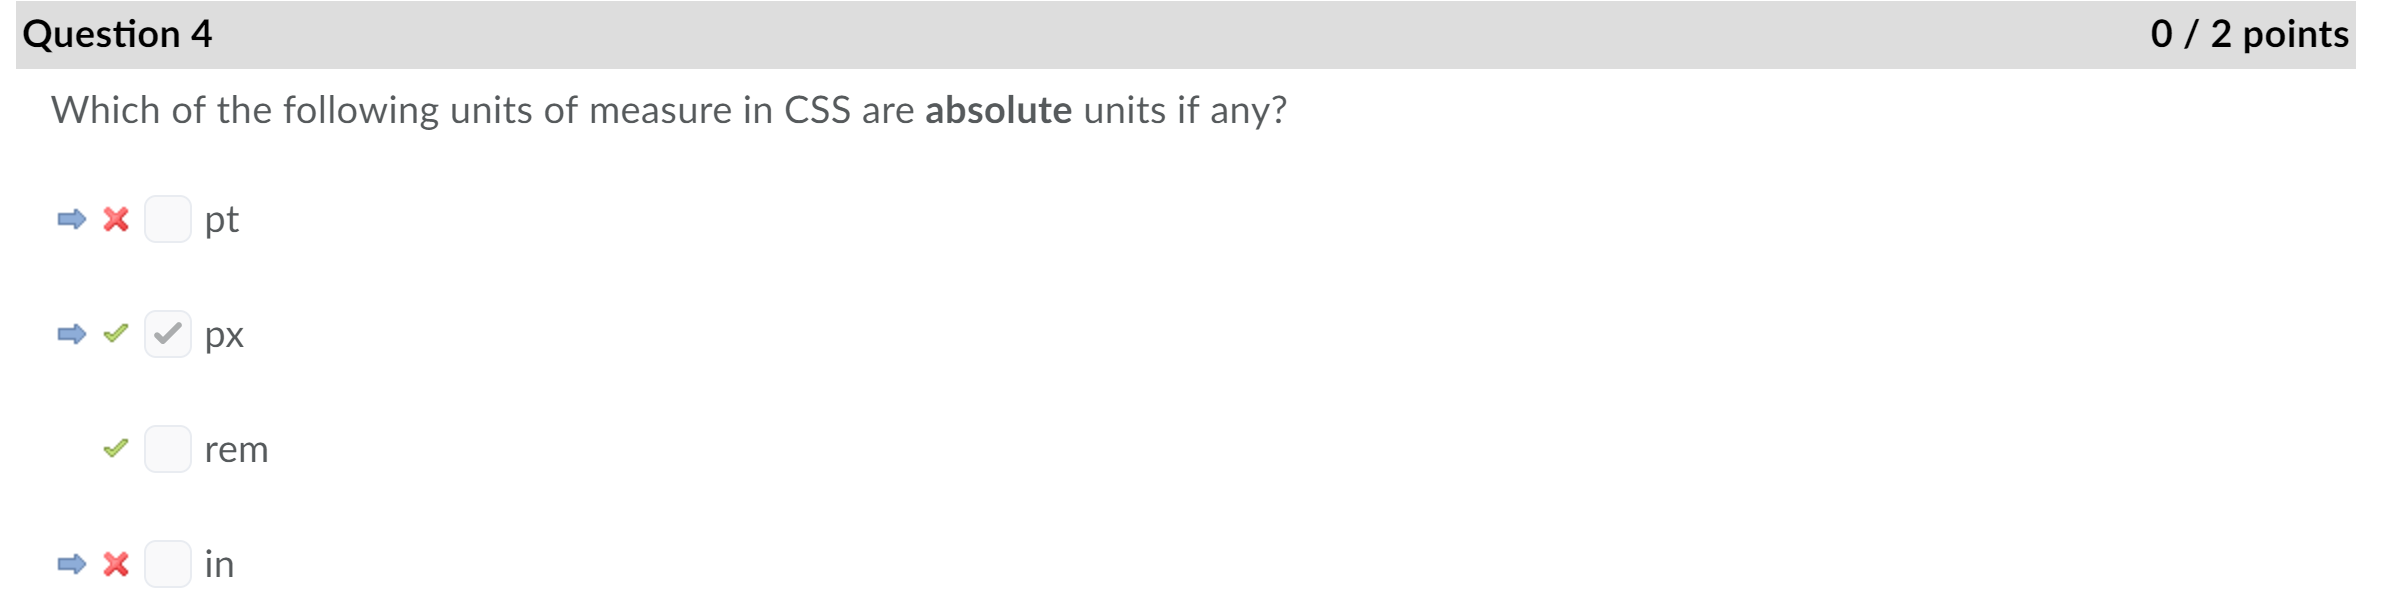 Question 4 0 / 2 points
Which of the following units of measure in CSS are absolute units if any?
pt
px
rem
in